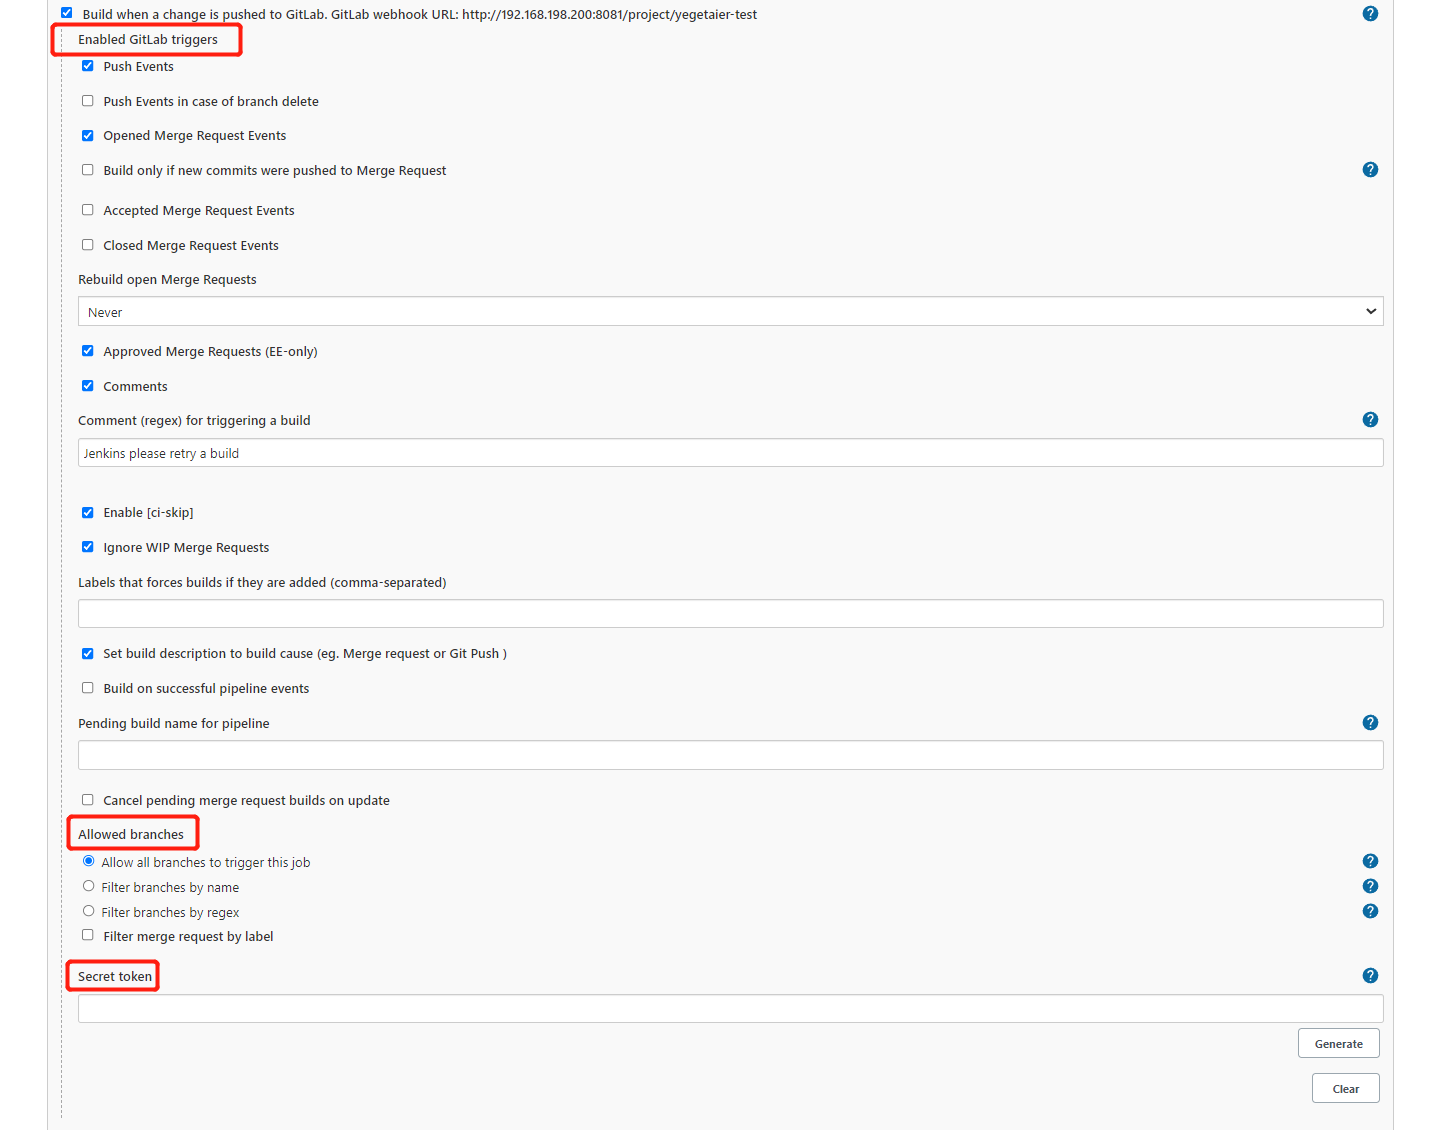 Build when a change is pushed to GitLab. GitLab webhook URL: http://192.168.198.200:8081/project/yegetaier-test
Enabled GitLab triggers
Push Events
Push Events in case of branch delete
Opened Merge Request Events
Build only if new commits were pushed to Merge Request
Accepted Merge Request Events
Closed Merge Request Events
Rebuild open Merge Requests
Never
Approved Merge Requests (EE-only)
Comments
Comment (regex) for triggering a build
Jenkins please retry a build
Enable [ci-skip]
Ignore WIP Merge Requests
Labels that forces builds if they are added (comma-separated)
Set build description to build cause (eg. Merge request or Git Push )
Build on successful pipeline events
Pending build name for pipeline
Cancel pending merge request builds on update
Allowed branches
Allow all branches to trigger this job
Filter branches by name
Filter branches by regex
Filter merge request by label
Secret token
Generate
Clear